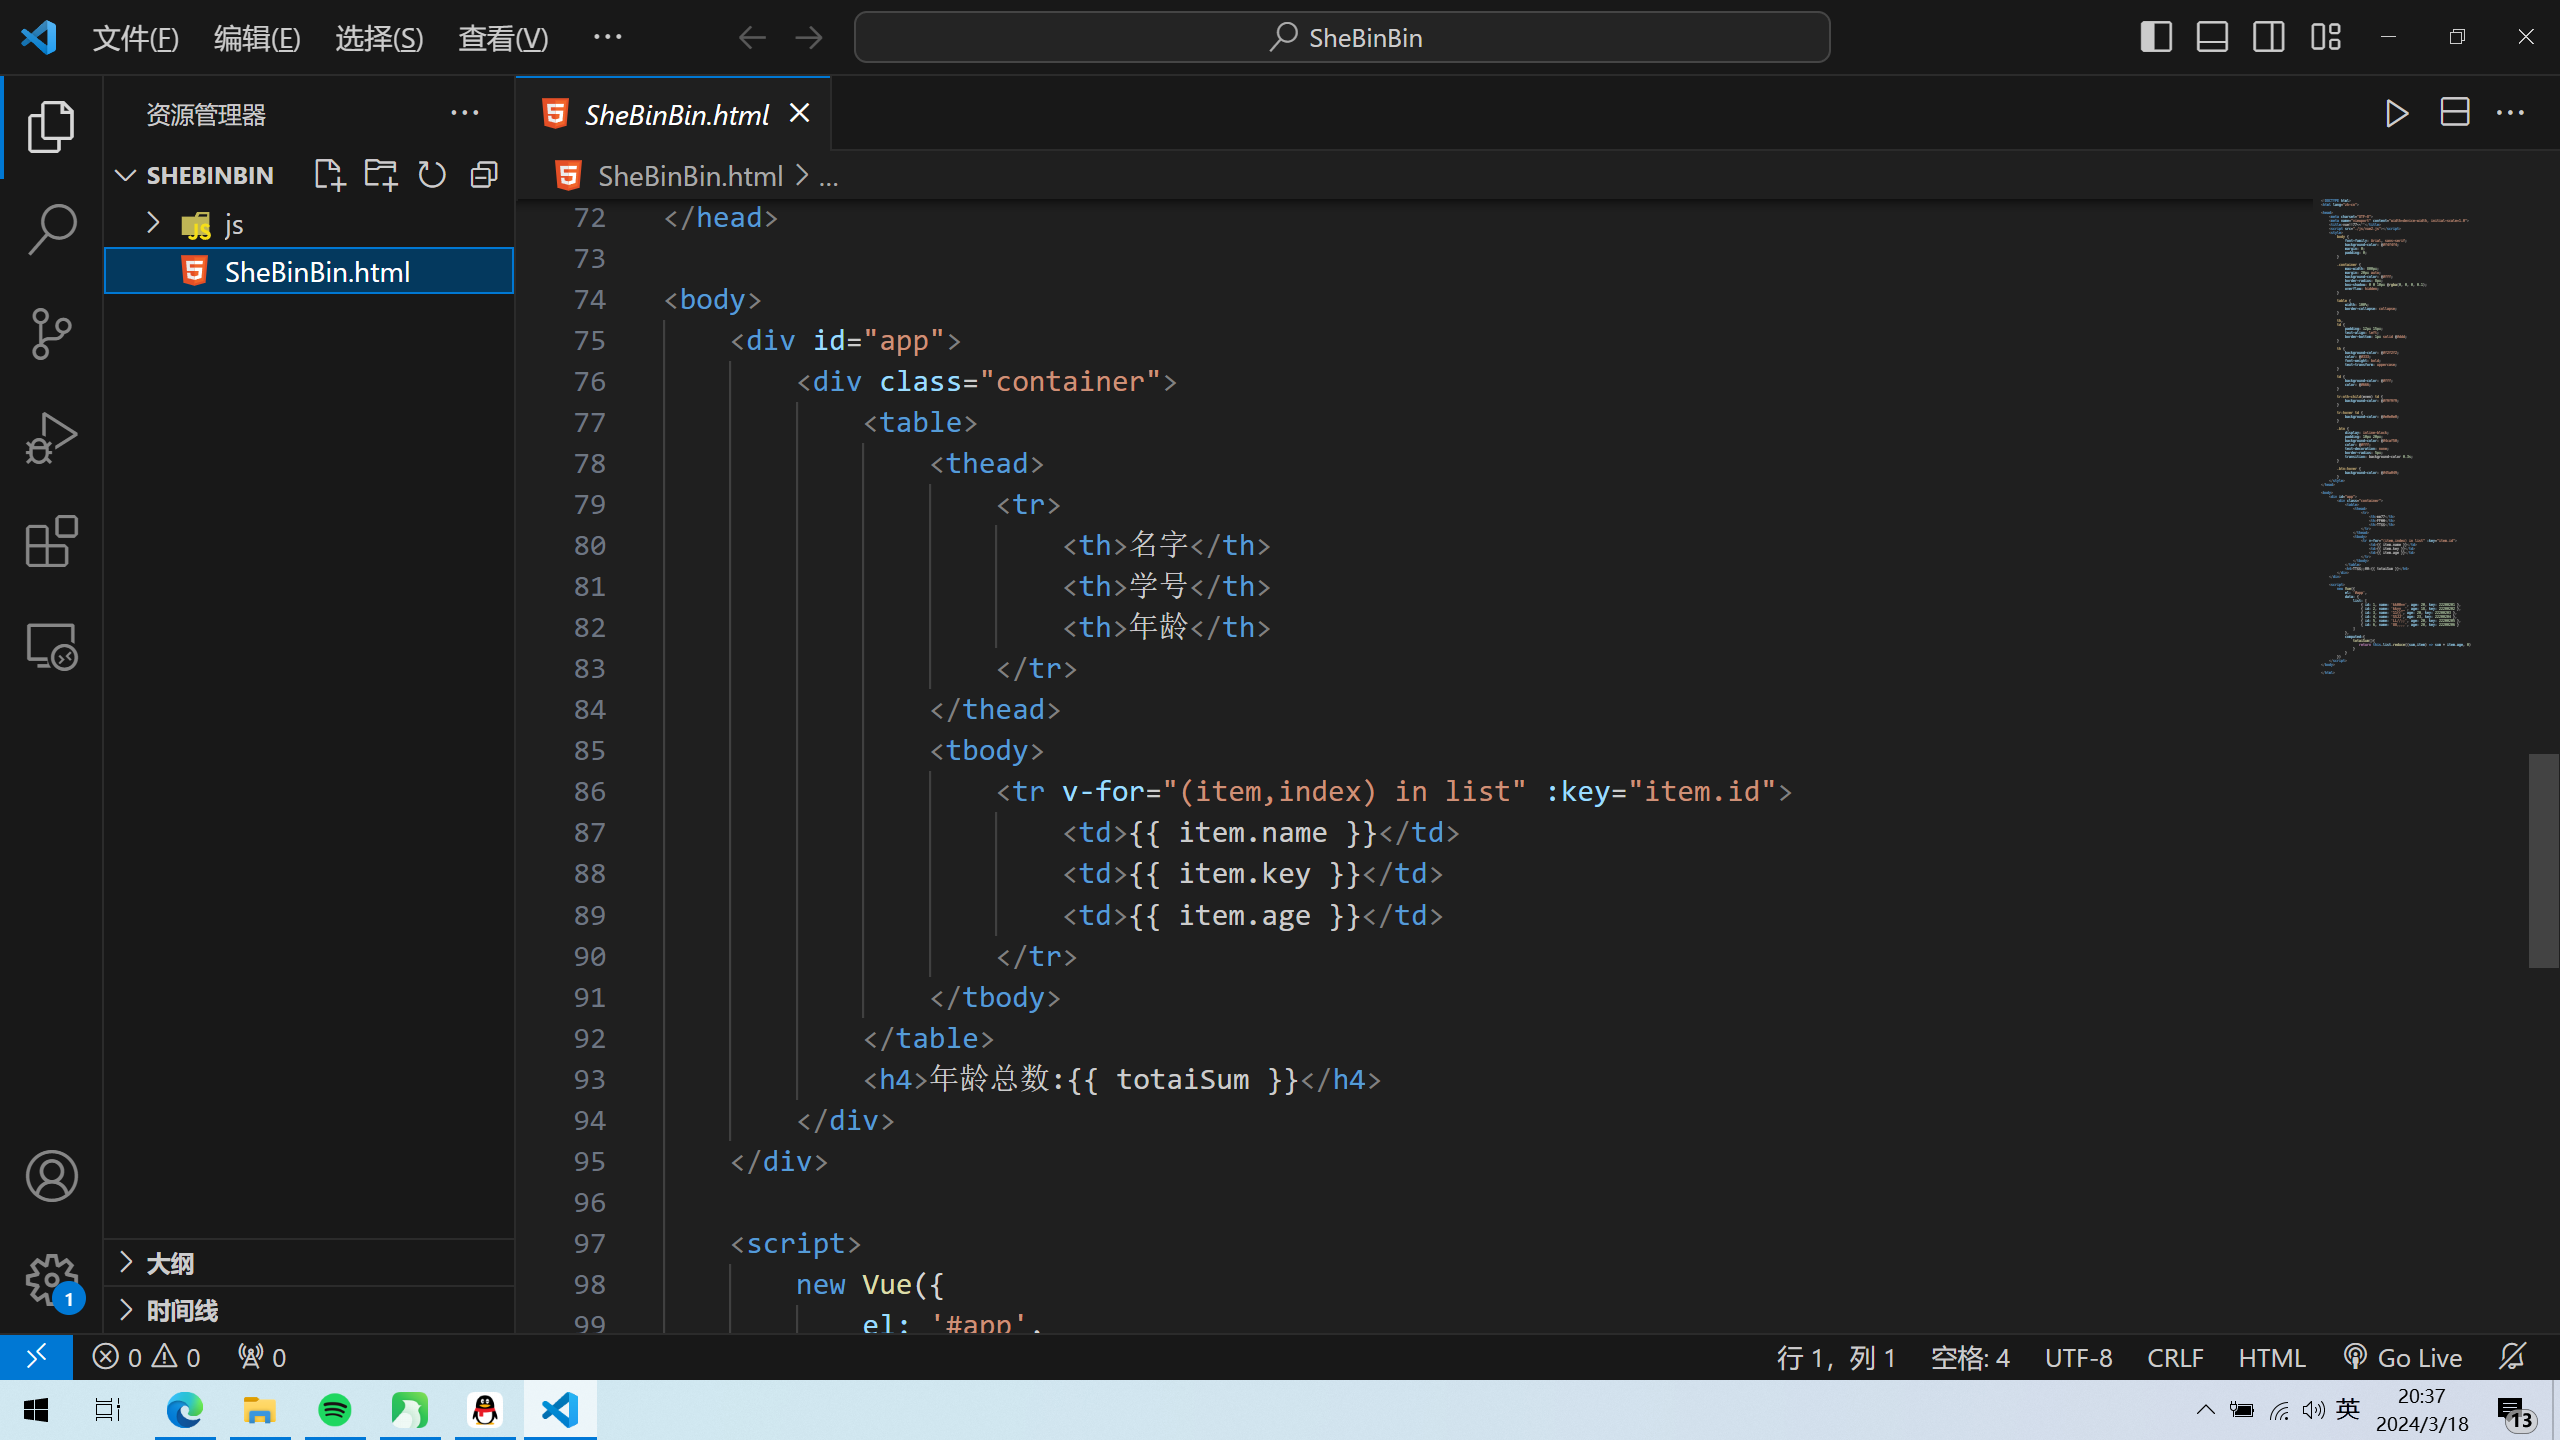 文件(F) 编辑(E) 选择(S) 查看(V) ··· SheBinBin
资源管理器 ···
SHEBINBIN
js
SheBinBin.html
大纲
时间线
SheBinBin.html
SheBinBin.html > ...
72 </head>
73
74 <body>
75 <div id="app">
76 <div class="container">
77 <table>
78 <thead>
79 <tr>
80 <th>名字</th>
81 <th>学号</th>
82 <th>年龄</th>
83 </tr>
84 </thead>
85 <tbody>
86 <tr v-for="(item,index) in list" :key="item.id">
87 <td>{{ item.name }}</td>
88 <td>{{ item.key }}</td>
89 <td>{{ item.age }}</td>
90 </tr>
91 </tbody>
92 </table>
93 <h4>年龄总数:{{ totaiSum }}</h4>
94 </div>
95 </div>
96
97 <script>
98 new Vue({
99 el: '#app',
1
0 0 0 行 1，列 1 空格: 4 UTF-8 CRLF HTML Go Live
英 20:37
2024/3/18 13